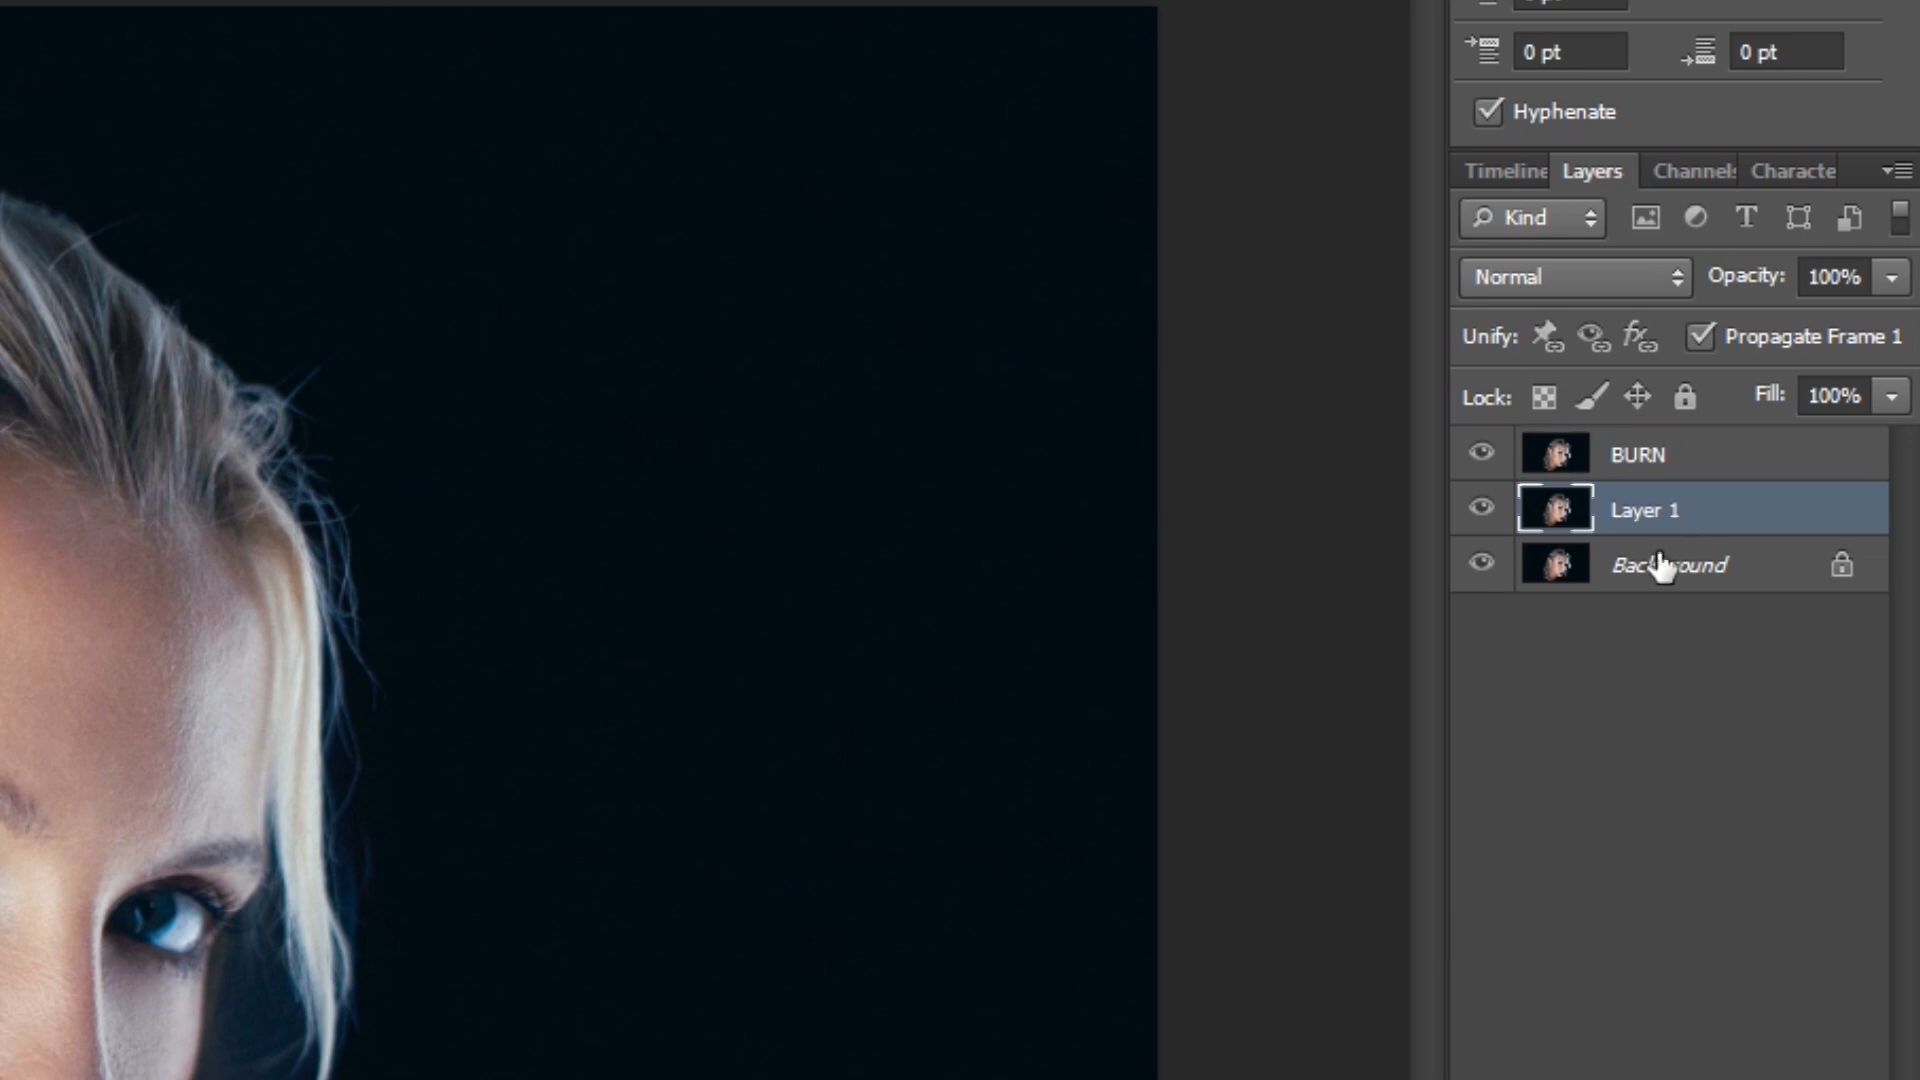 0 pt 0 pt
Hyphenate
Timeline Layers Channels Characte
Kind
Normal Opacity: 100%
Unify: Propagate Frame 1
Lock: Fill: 100%
BURN
Layer 1
Background